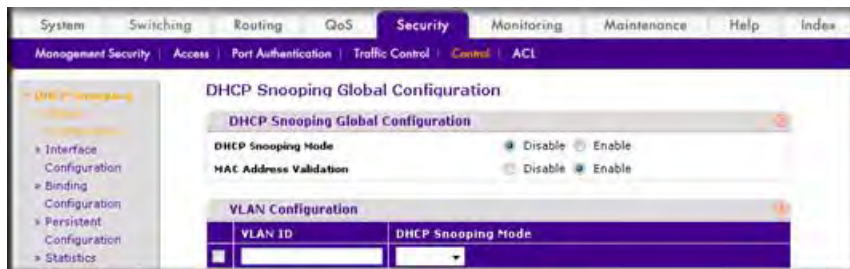 System Switching Routing QoS Security Monitoring Maintenance Help Index
Management Security Access Port Authentication Traffic Control Control ACL
DHCP Snooping
DHCP Snooping Global Configuration
DHCP Snooping Global Configuration
DHCP Snooping Mode Disable Enable
» Interface Configuration
MAC Address Validation Disable Enable
» Binding Configuration
» Persistent Configuration
» Statistics
VLAN Configuration
VLAN ID DHCP Snooping Mode